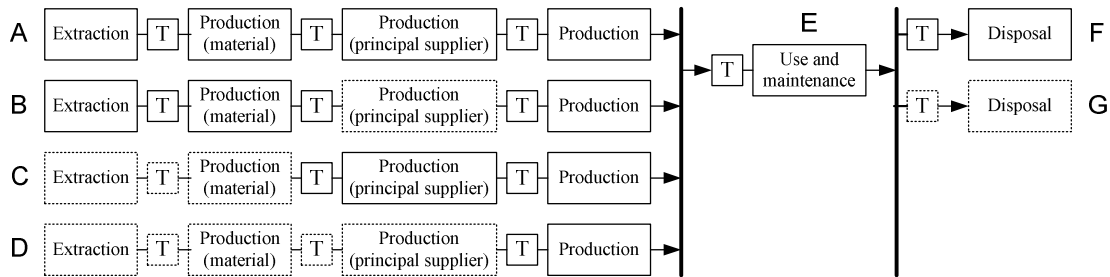 A Extraction T Production (material) T Production (principal supplier) T Production
B Extraction T Production (material) T Production (principal supplier) T Production
C Extraction T Production (material) T Production (principal supplier) T Production
D Extraction T Production (material) T Production (principal supplier) T Production
E
T Use and maintenance
T Disposal F
T Disposal G